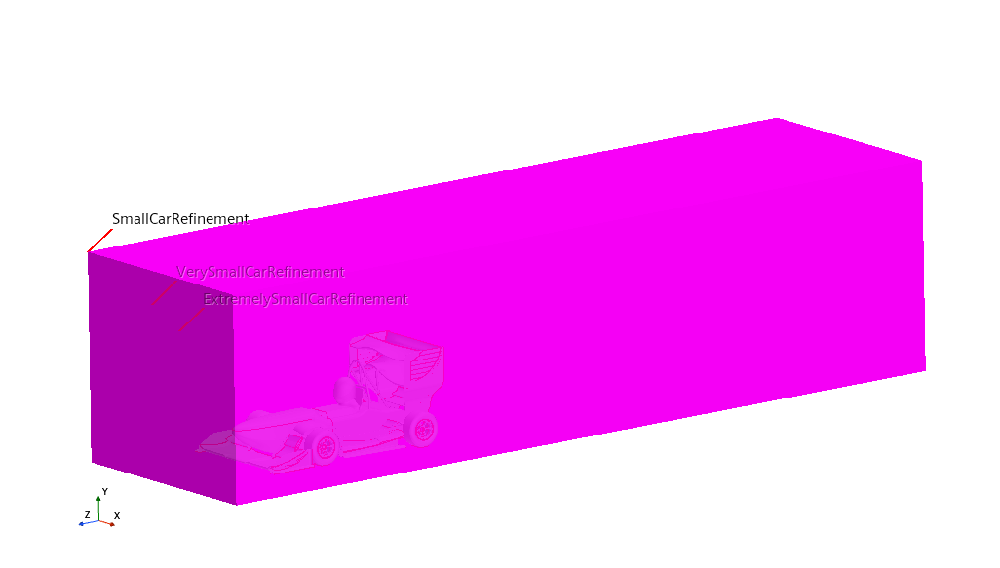 SmallCarRefinement
VerySmallCarRefinement
ExtremelySmallCarRefinement
Y
Z
X